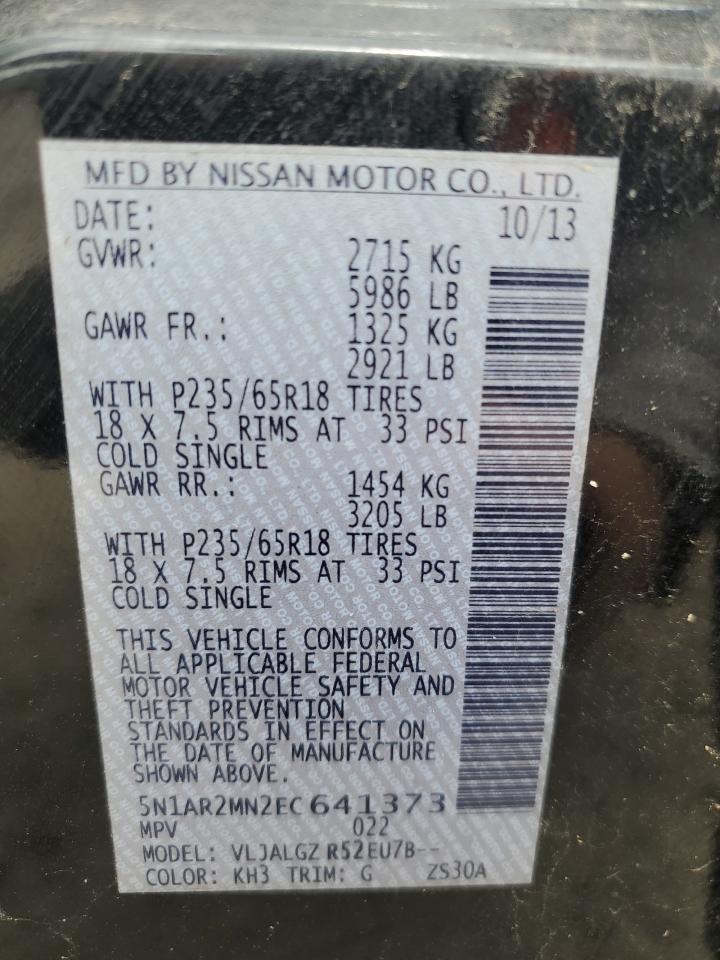 MFD BY NISSAN MOTOR CO., LTD.
DATE: 10/13
GVWR: 2715 KG
5986 LB
GAWR FR.: 1325 KG
2921 LB
WITH P235/65R18 TIRES
18 X 7.5 RIMS AT 33 PSI
COLD SINGLE
GAWR RR.: 1454 KG
3205 LB
WITH P235/65R18 TIRES
18 X 7.5 RIMS AT 33 PSI
COLD SINGLE
THIS VEHICLE CONFORMS TO
ALL APPLICABLE FEDERAL
MOTOR VEHICLE SAFETY AND
THEFT PREVENTION
STANDARDS IN EFFECT ON
THE DATE OF MANUFACTURE
SHOWN ABOVE.
5N1AR2MN2EC641373
MPV 022
MODEL: VLJALGZ R52EU7B--
COLOR: KH3 TRIM: G ZS30A